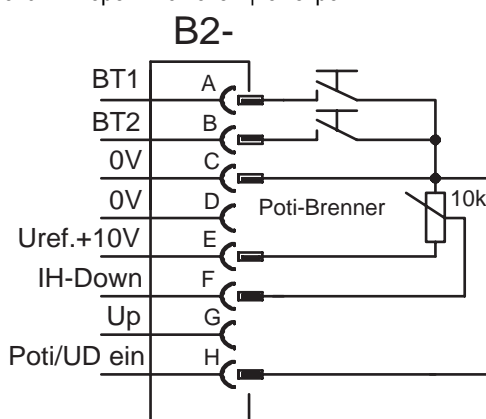 B2-
BT1 A
BT2 B
0V C
0V D Poti-Brenner 10k
Uref.+10V E
IH-Down F
Up G
Poti/UD ein H